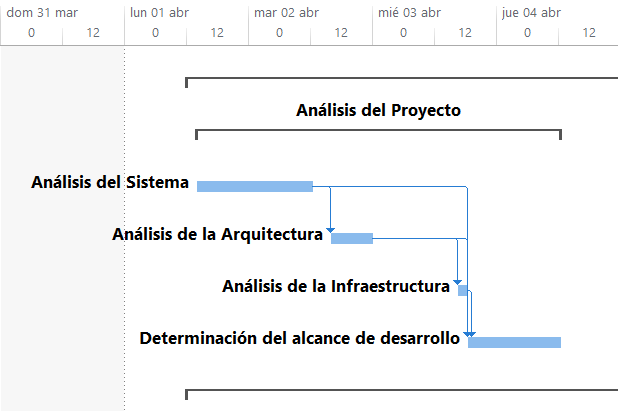 dom 31 mar lun 01 abr mar 02 abr mié 03 abr jue 04 abr
0 12 0 12 0 12 0 12 0 12
Análisis del Proyecto
Análisis del Sistema
Análisis de la Arquitectura
Análisis de la Infraestructura
Determinación del alcance de desarrollo